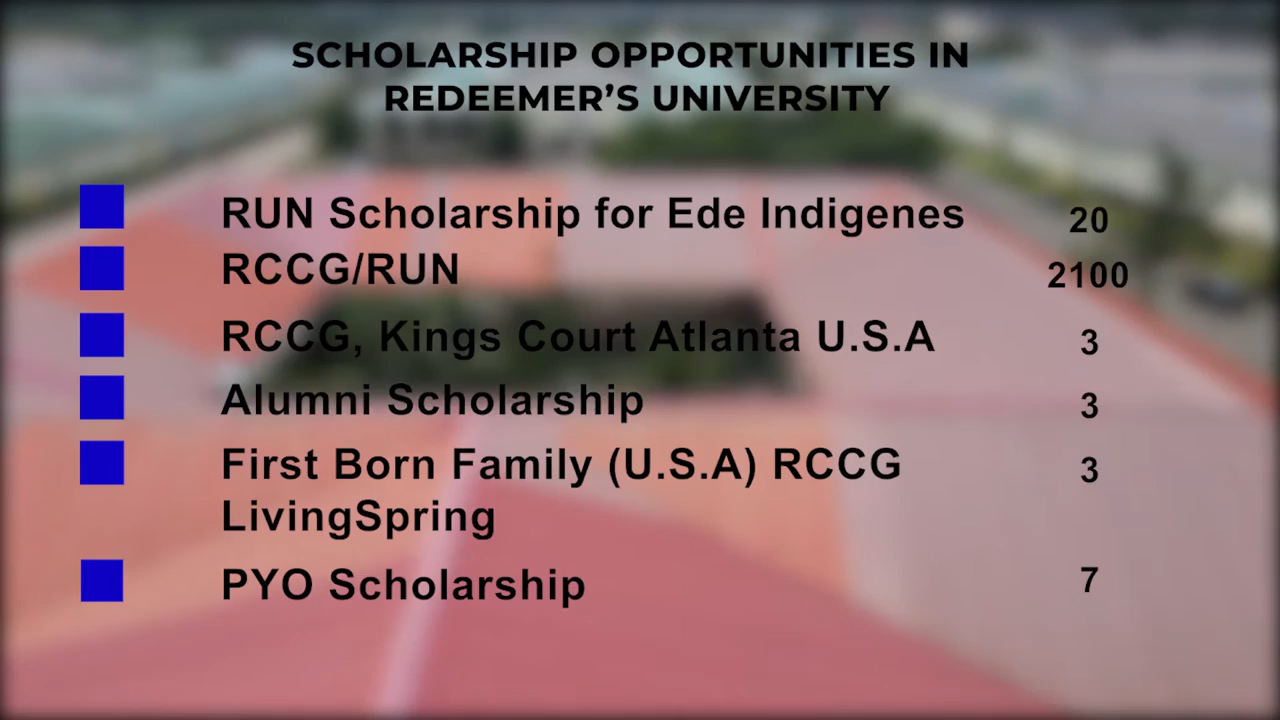 SCHOLARSHIP OPPORTUNITIES IN
REDEEMER'S UNIVERSITY
RUN Scholarship for Ede Indigenes 20
RCCG/RUN 2100
RCCG, Kings Court Atlanta U.S.A 3
Alumni Scholarship 3
First Born Family (U.S.A) RCCG 3
LivingSpring
PYO Scholarship 7